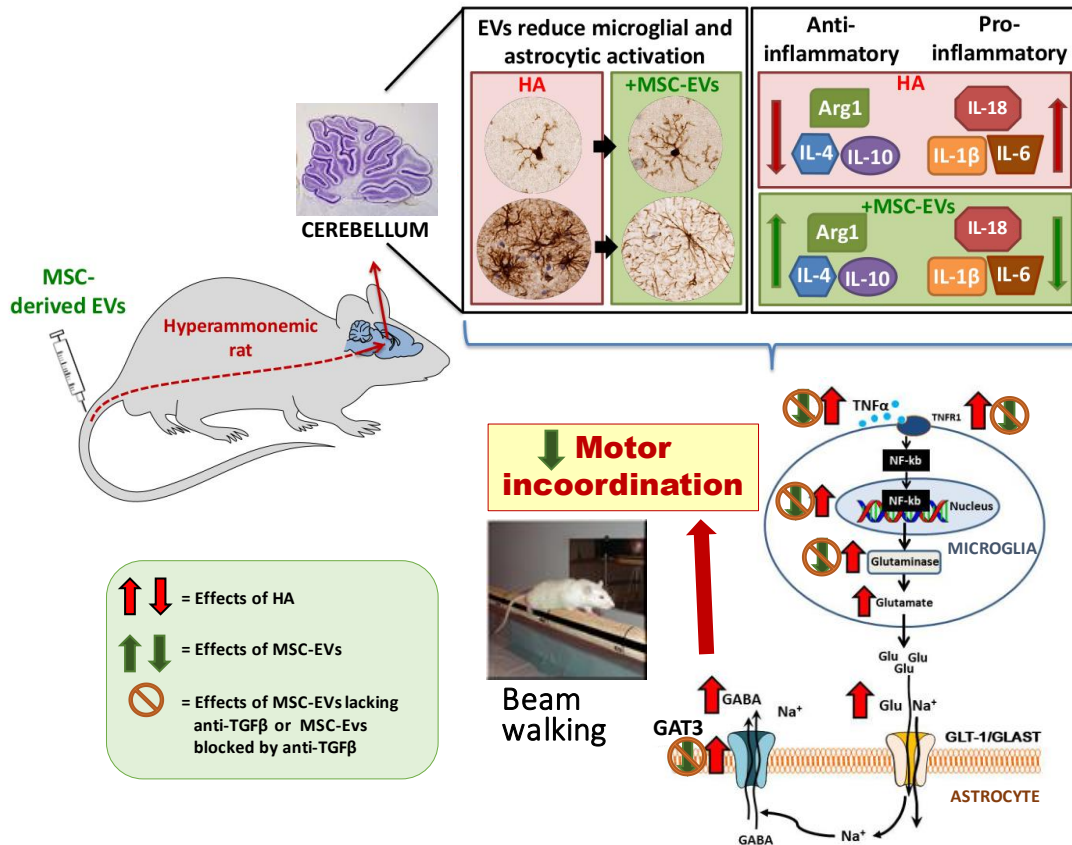 EVs reduce microglial and
astrocytic activation
HA
+MSC-EVs
Anti-
inflammatory
Pro-
inflammatory
HA
Arg1
IL-4
IL-10
IL-18
IL-1β
IL-6
+MSC-EVs
Arg1
IL-4
IL-10
IL-18
IL-1β
IL-6
CEREBELLUM
MSC-
derived EVs
Hyperammonemic
rat
Motor
incoordination
Beam
walking
TNFα
TNFR1
NF-kb
NF-kb
Nucleus
MICROGLIA
Glutaminase
Glutamate
Glu
Glu
Glu
GABA
Na⁺
Glu
Na⁺
GAT3
GLT-1/GLAST
ASTROCYTE
GABA
Na⁺
= Effects of HA
= Effects of MSC-EVs
= Effects of MSC-EVs lacking
anti-TGFβ or MSC-Evs
blocked by anti-TGFβ